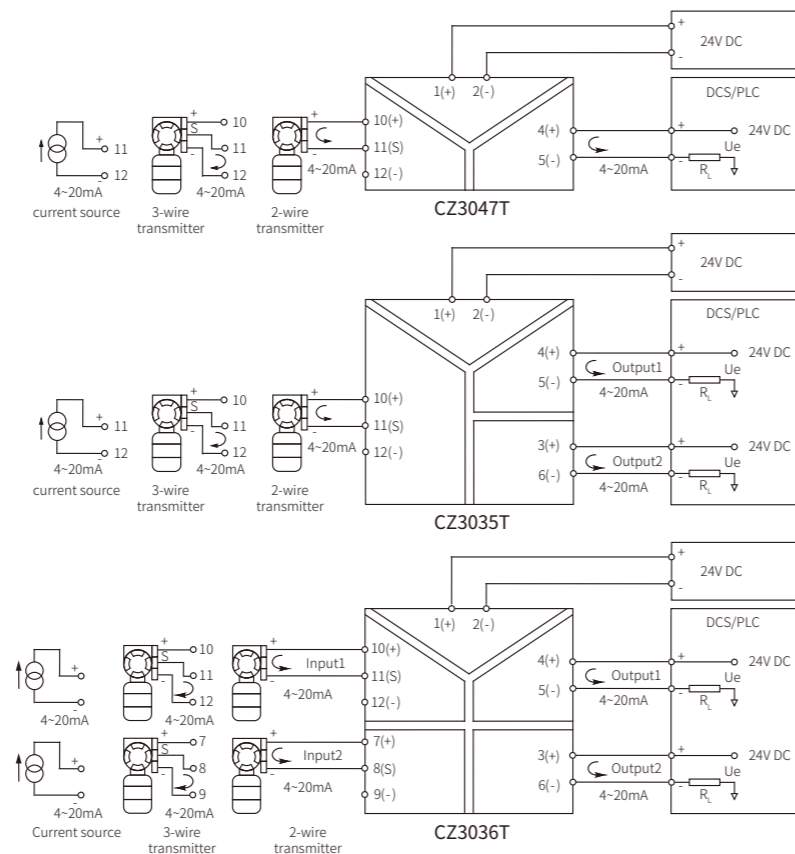 +
24V DC
-
1(+) 2(-)
DCS/PLC
+ 11
- 12
4~20mA
current source
+ 10
S 11
- 12
4~20mA
3-wire
transmitter
+
-
4~20mA
2-wire
transmitter
10(+)
11(S)
12(-)
4(+)
5(-)
4~20mA
+ 24V DC
- RL Ue
CZ3047T
+
24V DC
-
1(+) 2(-)
DCS/PLC
+ 11
- 12
4~20mA
current source
+ 10
S 11
- 12
4~20mA
3-wire
transmitter
+
-
4~20mA
2-wire
transmitter
10(+)
11(S)
12(-)
4(+)
Output1
5(-)
4~20mA
+ 24V DC
- RL Ue
3(+)
Output2
6(-)
4~20mA
+ 24V DC
- RL Ue
CZ3035T
+
24V DC
-
1(+) 2(-)
DCS/PLC
+
-
4~20mA
+ 10
S 11
- 12
4~20mA
+
Input1
-
4~20mA
10(+)
11(S)
12(-)
4(+)
Output1
5(-)
4~20mA
+ 24V DC
- RL Ue
+
-
4~20mA
Current source
+ 7
S 8
- 9
4~20mA
3-wire
transmitter
+
Input2
-
4~20mA
2-wire
transmitter
7(+)
8(S)
9(-)
3(+)
Output2
6(-)
4~20mA
+ 24V DC
- RL Ue
CZ3036T